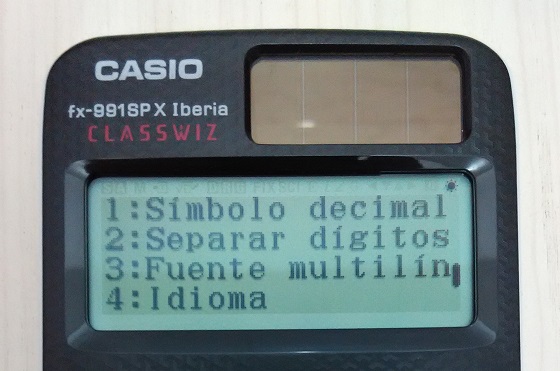 CASIO
fx-991SP X Iberia
CLASSWIZ
1:Símbolo decimal
2:Separar dígitos
3:Fuente multilín
4:Idioma